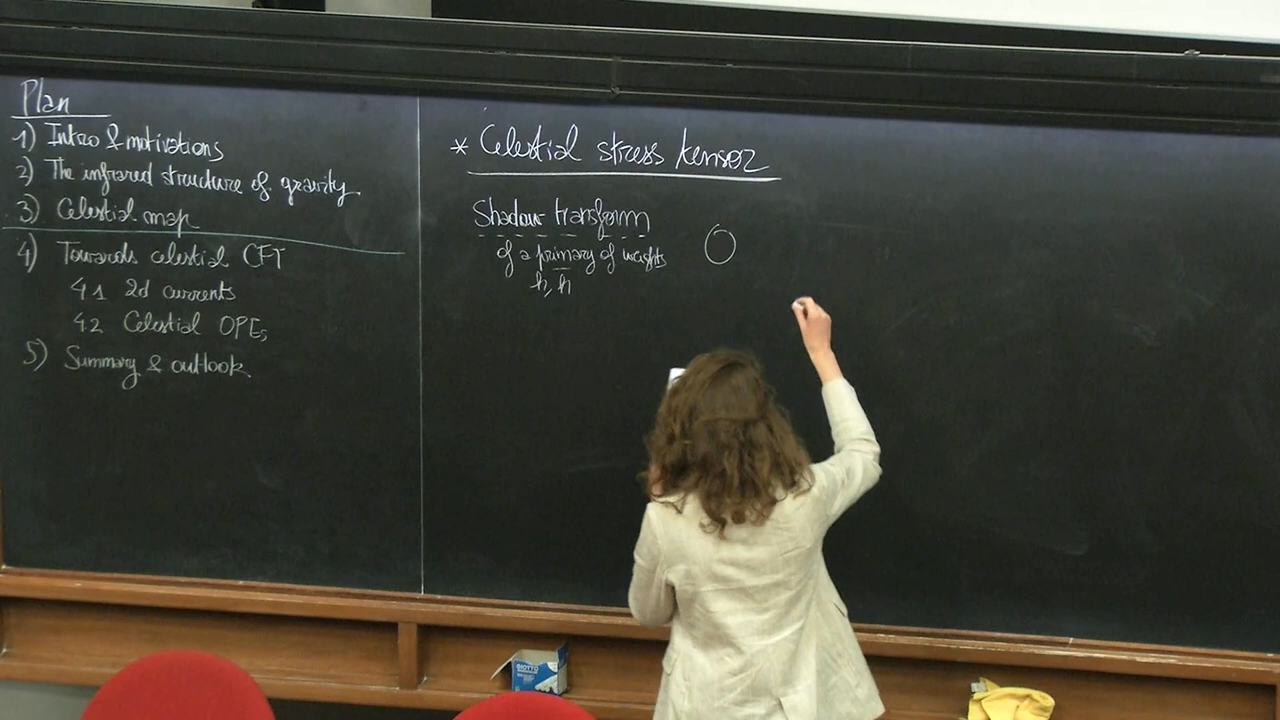 Plan
1) Intro & motivations
2) The infrared structure of gravity
3) Celestial map
4) Towards celestial CFT
4.1 2d currents
4.2 Celestial OPEs
5) Summary & outlook
* Celestial stress tensor
Shadow transform
of a primary of weights
h, h̄
O
GIOTTO